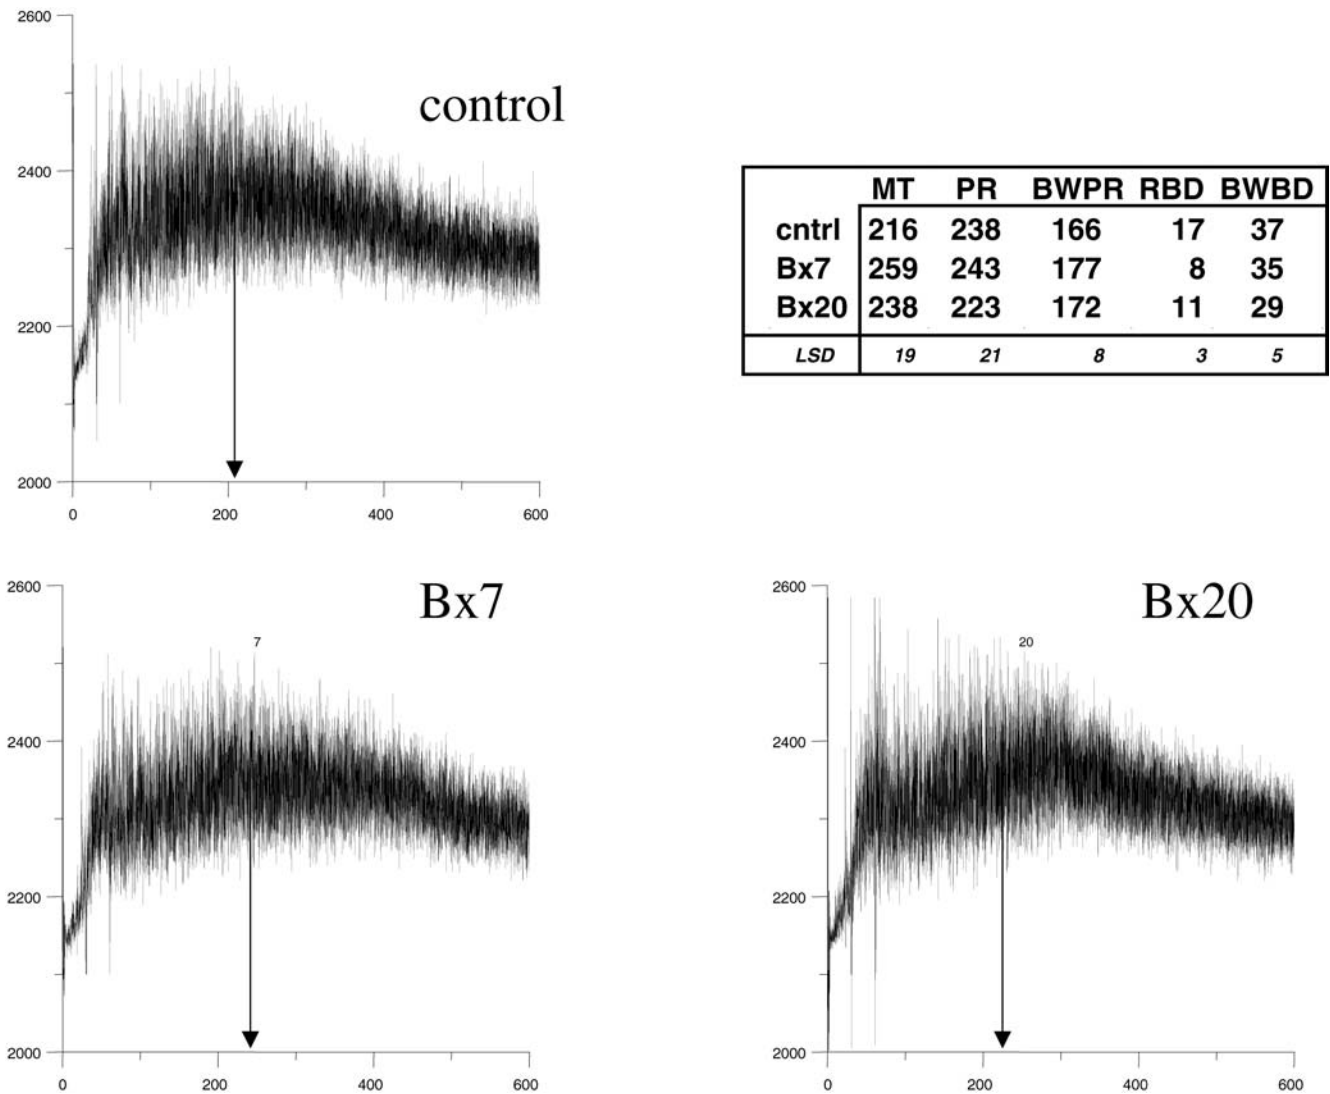 control
2600
2400
2200
2000
0 200 400 600
MT PR BWPR RBD BWBD
cntrl 216 238 166 17 37
Bx7 259 243 177 8 35
Bx20 238 223 172 11 29
LSD 19 21 8 3 5
Bx7
7
2600
2400
2200
2000
0 200 400 600
Bx20
20
2600
2400
2200
2000
0 200 400 600